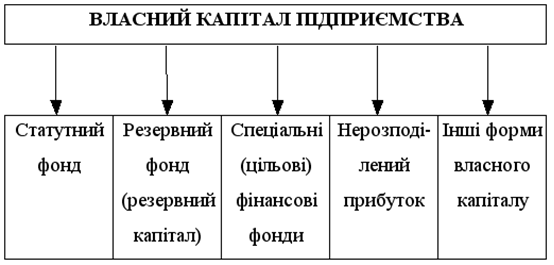 ВЛАСНИЙ КАПІТАЛ ПІДПРИЄМСТВА
Статутний
фонд
Резервний
фонд
(резервний
капітал)
Спеціальні
(цільові)
фінансові
фонди
Нерозподі-
лений
прибуток
Інші форми
власного
капіталу